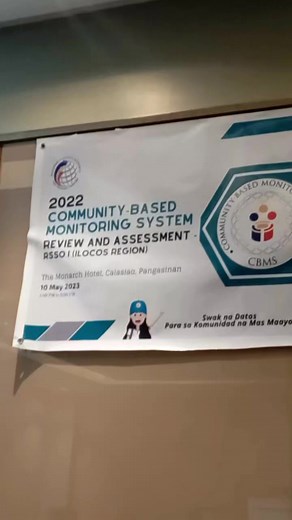 2022
COMMUNITY-BASED
MONITORING SYSTEM
REVIEW AND ASSESSMENT -
RSSO I (ILOCOS REGION)
The Monarch Hotel, Calasiao, Pangasinan
10 May 2023
COMMUNITY BASED MONITO
CBMS
Swak na Datos
Para sa Komunidad na Mas Maayo